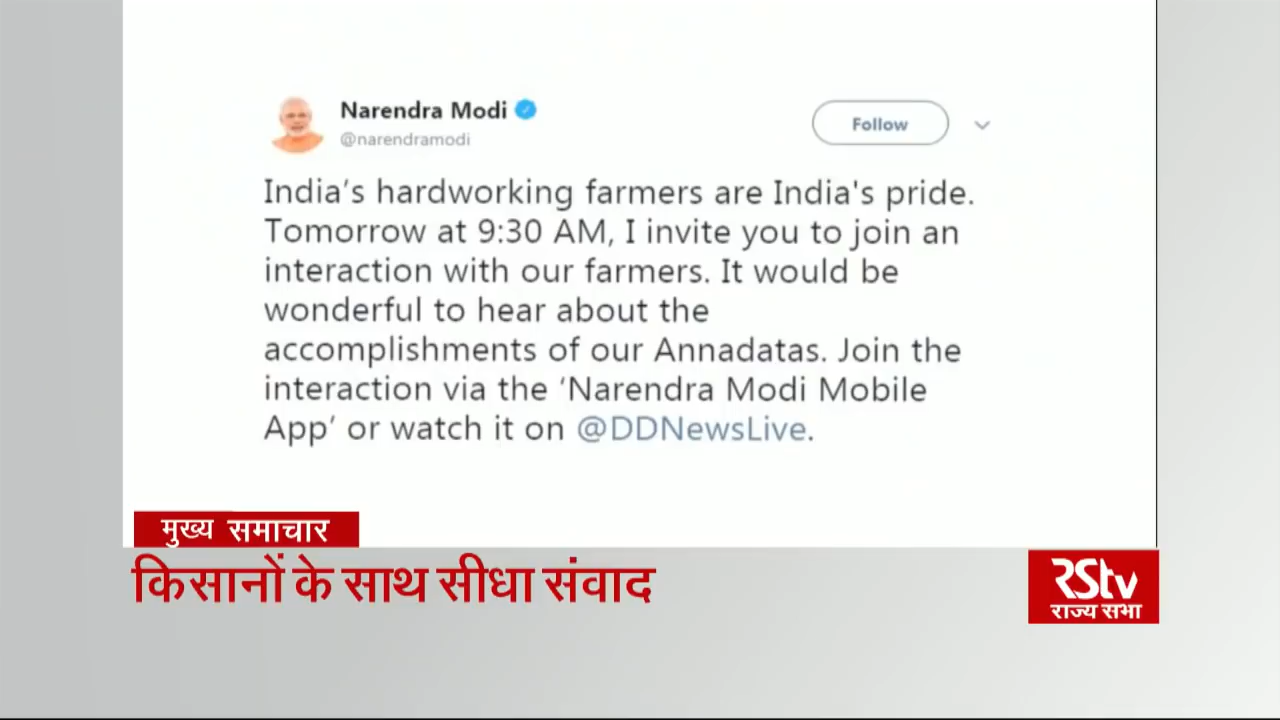 Narendra Modi
@narendramodi
Follow
India’s hardworking farmers are India's pride.
Tomorrow at 9:30 AM, I invite you to join an
interaction with our farmers. It would be
wonderful to hear about the
accomplishments of our Annadatas. Join the
interaction via the ‘Narendra Modi Mobile
App’ or watch it on @DDNewsLive.
मुख्य समाचार
किसानों के साथ सीधा संवाद
RStv
राज्य सभा